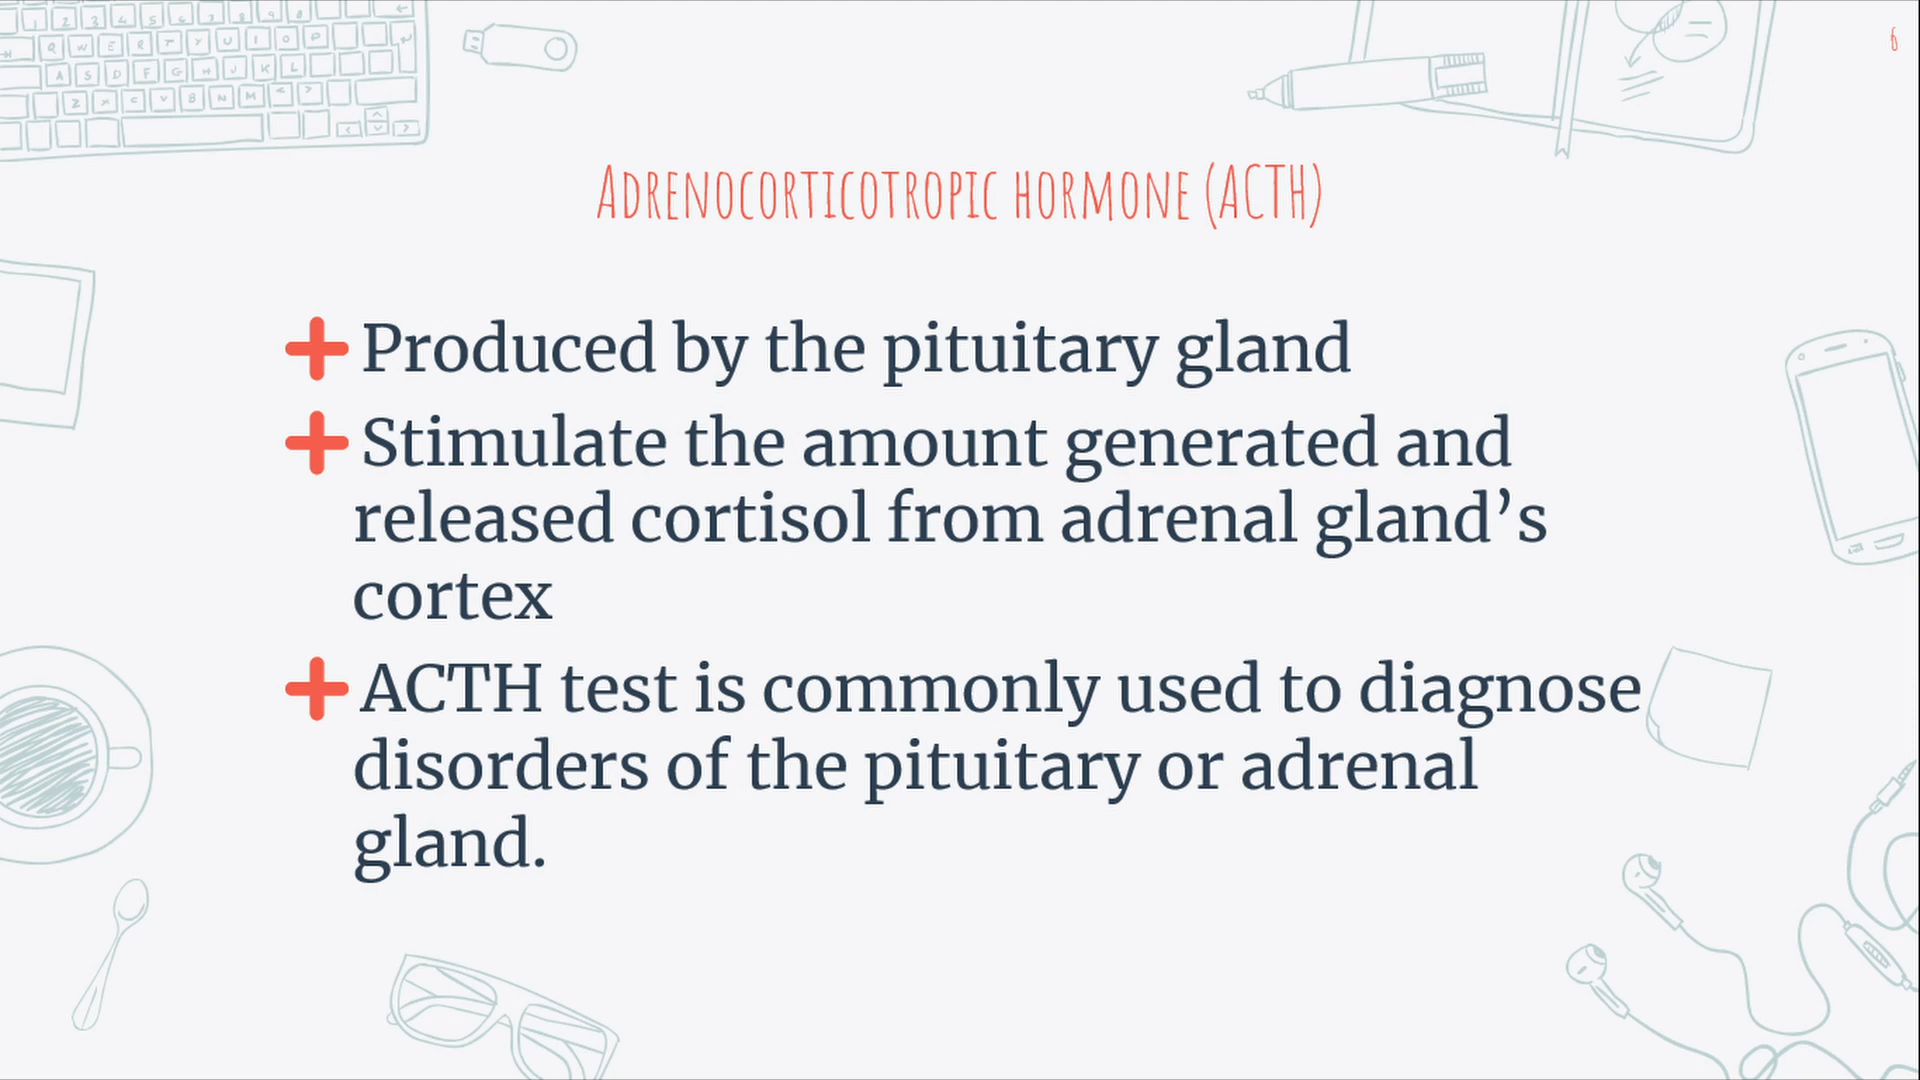 6
Adrenocorticotropic hormone (ACTH)
Produced by the pituitary gland
Stimulate the amount generated and
released cortisol from adrenal gland’s
cortex
ACTH test is commonly used to diagnose
disorders of the pituitary or adrenal
gland.